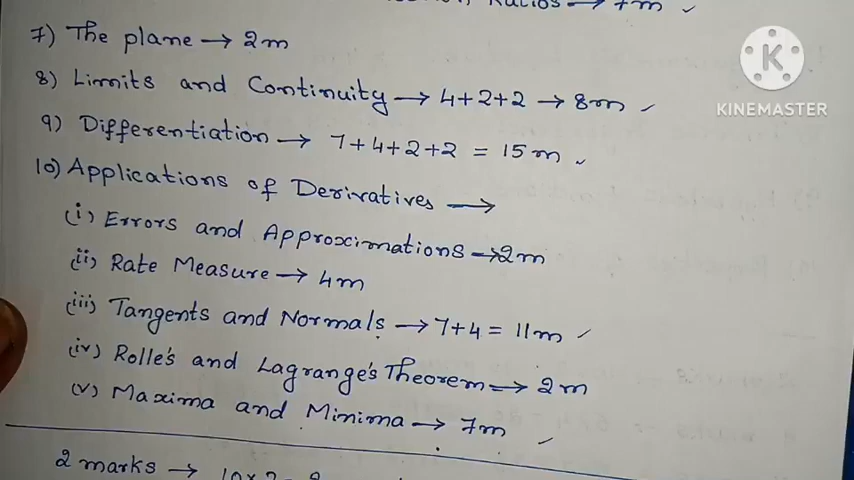 Ratios → 7m ✓
7) The plane → 2m
8) Limits and Continuity → 4+2+2 → 8m ✓
9) Differentiation → 7+4+2+2 = 15m ✓
10) Applications of Derivatives →
(i) Errors and Approximations → 2m
(ii) Rate Measure → 4m
(iii) Tangents and Normals → 7+4 = 11m ✓
(iv) Rolle's and Lagrange's Theorem → 2m
(v) Maxima and Minima → 7m ✓
2 marks →
K
KINEMASTER